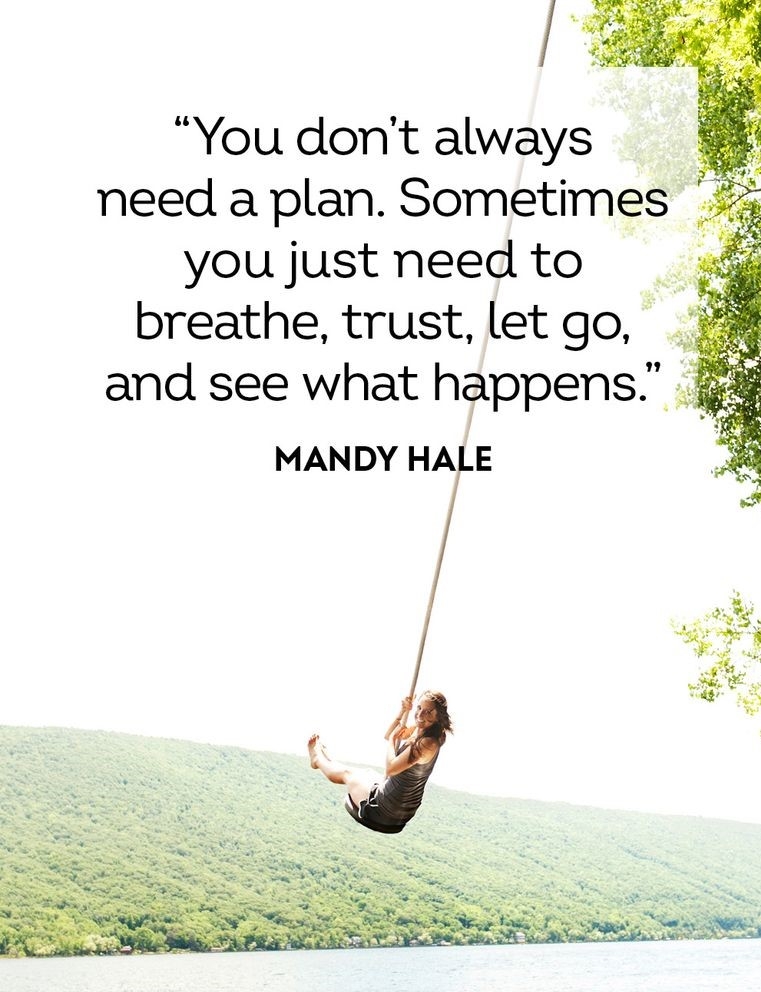 “You don’t always
need a plan. Sometimes
you just need to
breathe, trust, let go,
and see what happens.”
MANDY HALE